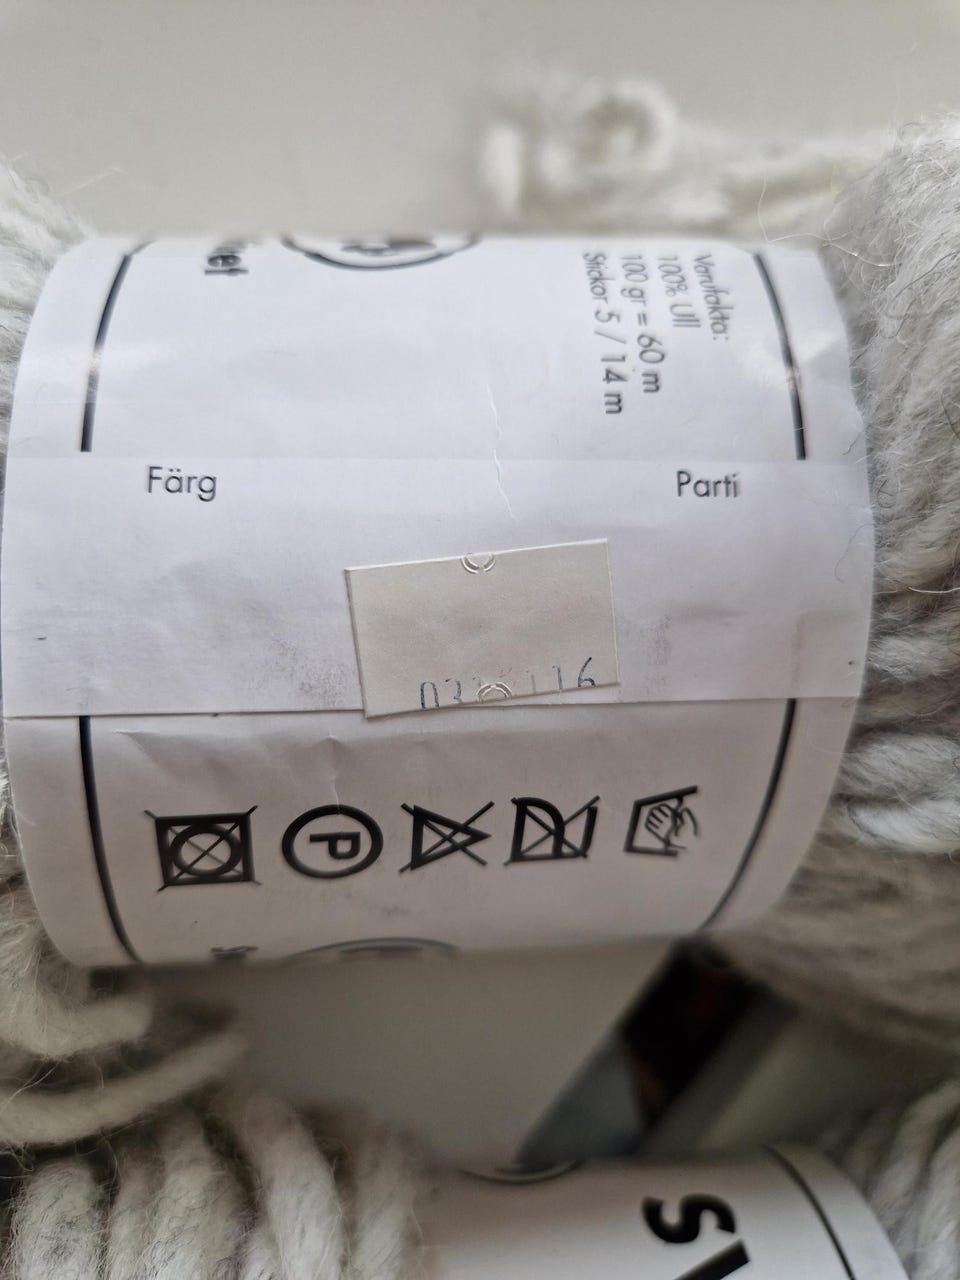 Varufakta:
100% Ull
100 gr = 60 m
Stickor 5 / 14 m
Färg
Parti
P